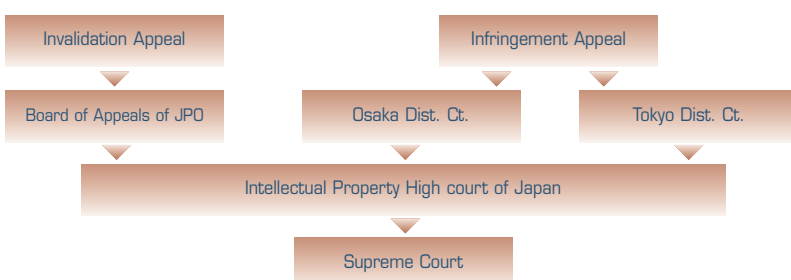 Invalidation Appeal
Infringement Appeal
Board of Appeals of JPO
Osaka Dist. Ct.
Tokyo Dist. Ct.
Intellectual Property High court of Japan
Supreme Court